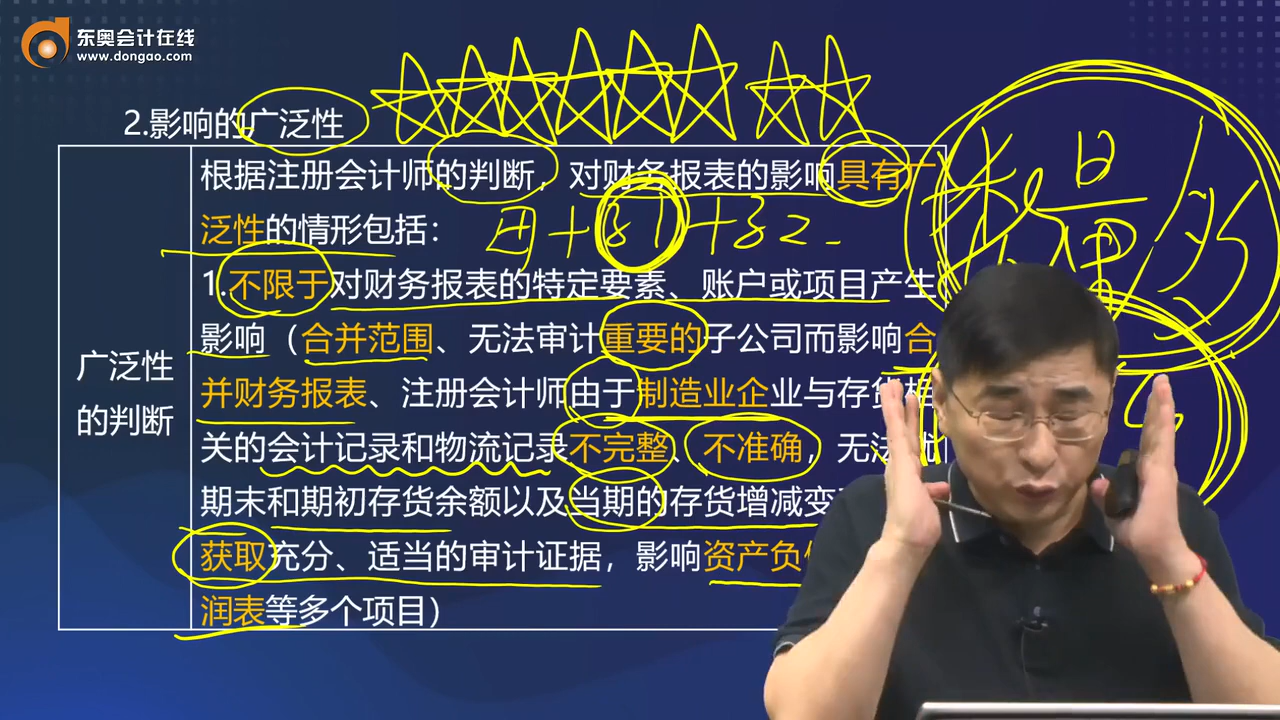 东奥会计在线
www.dongao.com
2.影响的广泛性
广泛性
的判断
根据注册会计师的判断，对财务报表的影响具有广
泛性的情形包括：
1.不限于对财务报表的特定要素、账户或项目产生
影响（合并范围、无法审计重要的子公司而影响合
并财务报表、注册会计师由于制造业企业与存货相
关的会计记录和物流记录不完整、不准确，无法就
期末和期初存货余额以及当期的存货增减变
获取充分、适当的审计证据，影响资产负
润表等多个项目）